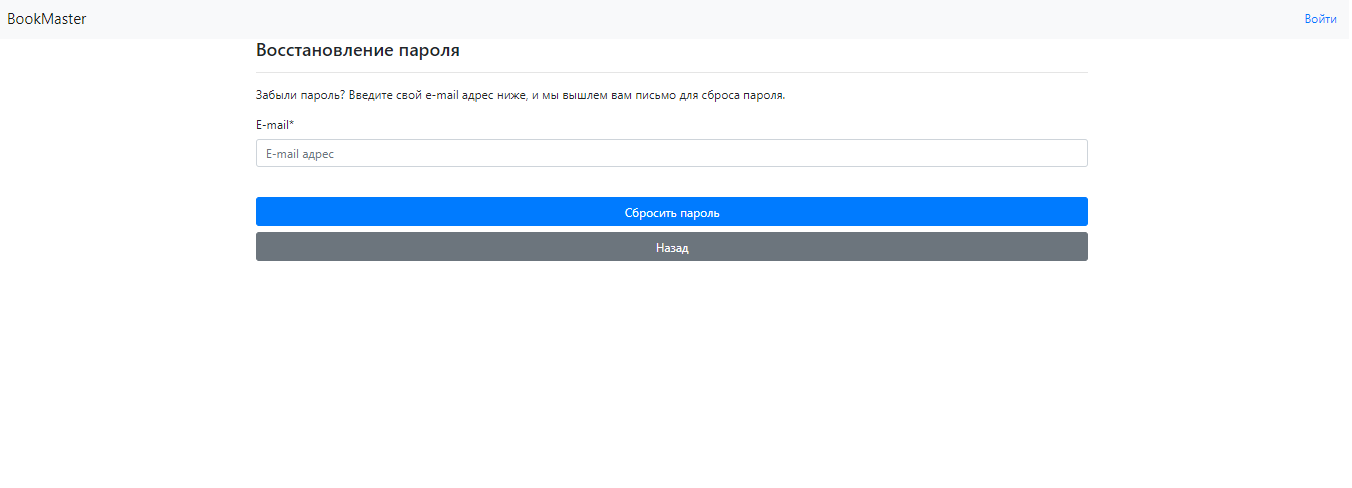 BookMaster
Войти
Восстановление пароля
Забыли пароль? Введите свой e-mail адрес ниже, и мы вышлем вам письмо для сброса пароля.
E-mail*
E-mail адрес
Сбросить пароль
Назад